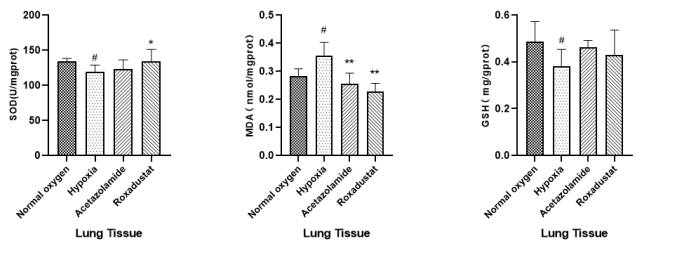 200
150
100
50
0
SOD(U/mgprot)
#
*
Normal oxygen
Hypoxia
Acetazolamide
Roxadustat
Lung Tissue
0.5
0.4
0.3
0.2
0.1
0.0
MDA ( nmol/mgprot)
#
**
**
Normal oxygen
Hypoxia
Acetazolamide
Roxadustat
Lung Tissue
0.6
0.4
0.2
0.0
GSH ( mg/gprot)
#
Normal oxygen
Hypoxia
Acetazolamide
Roxadustat
Lung Tissue